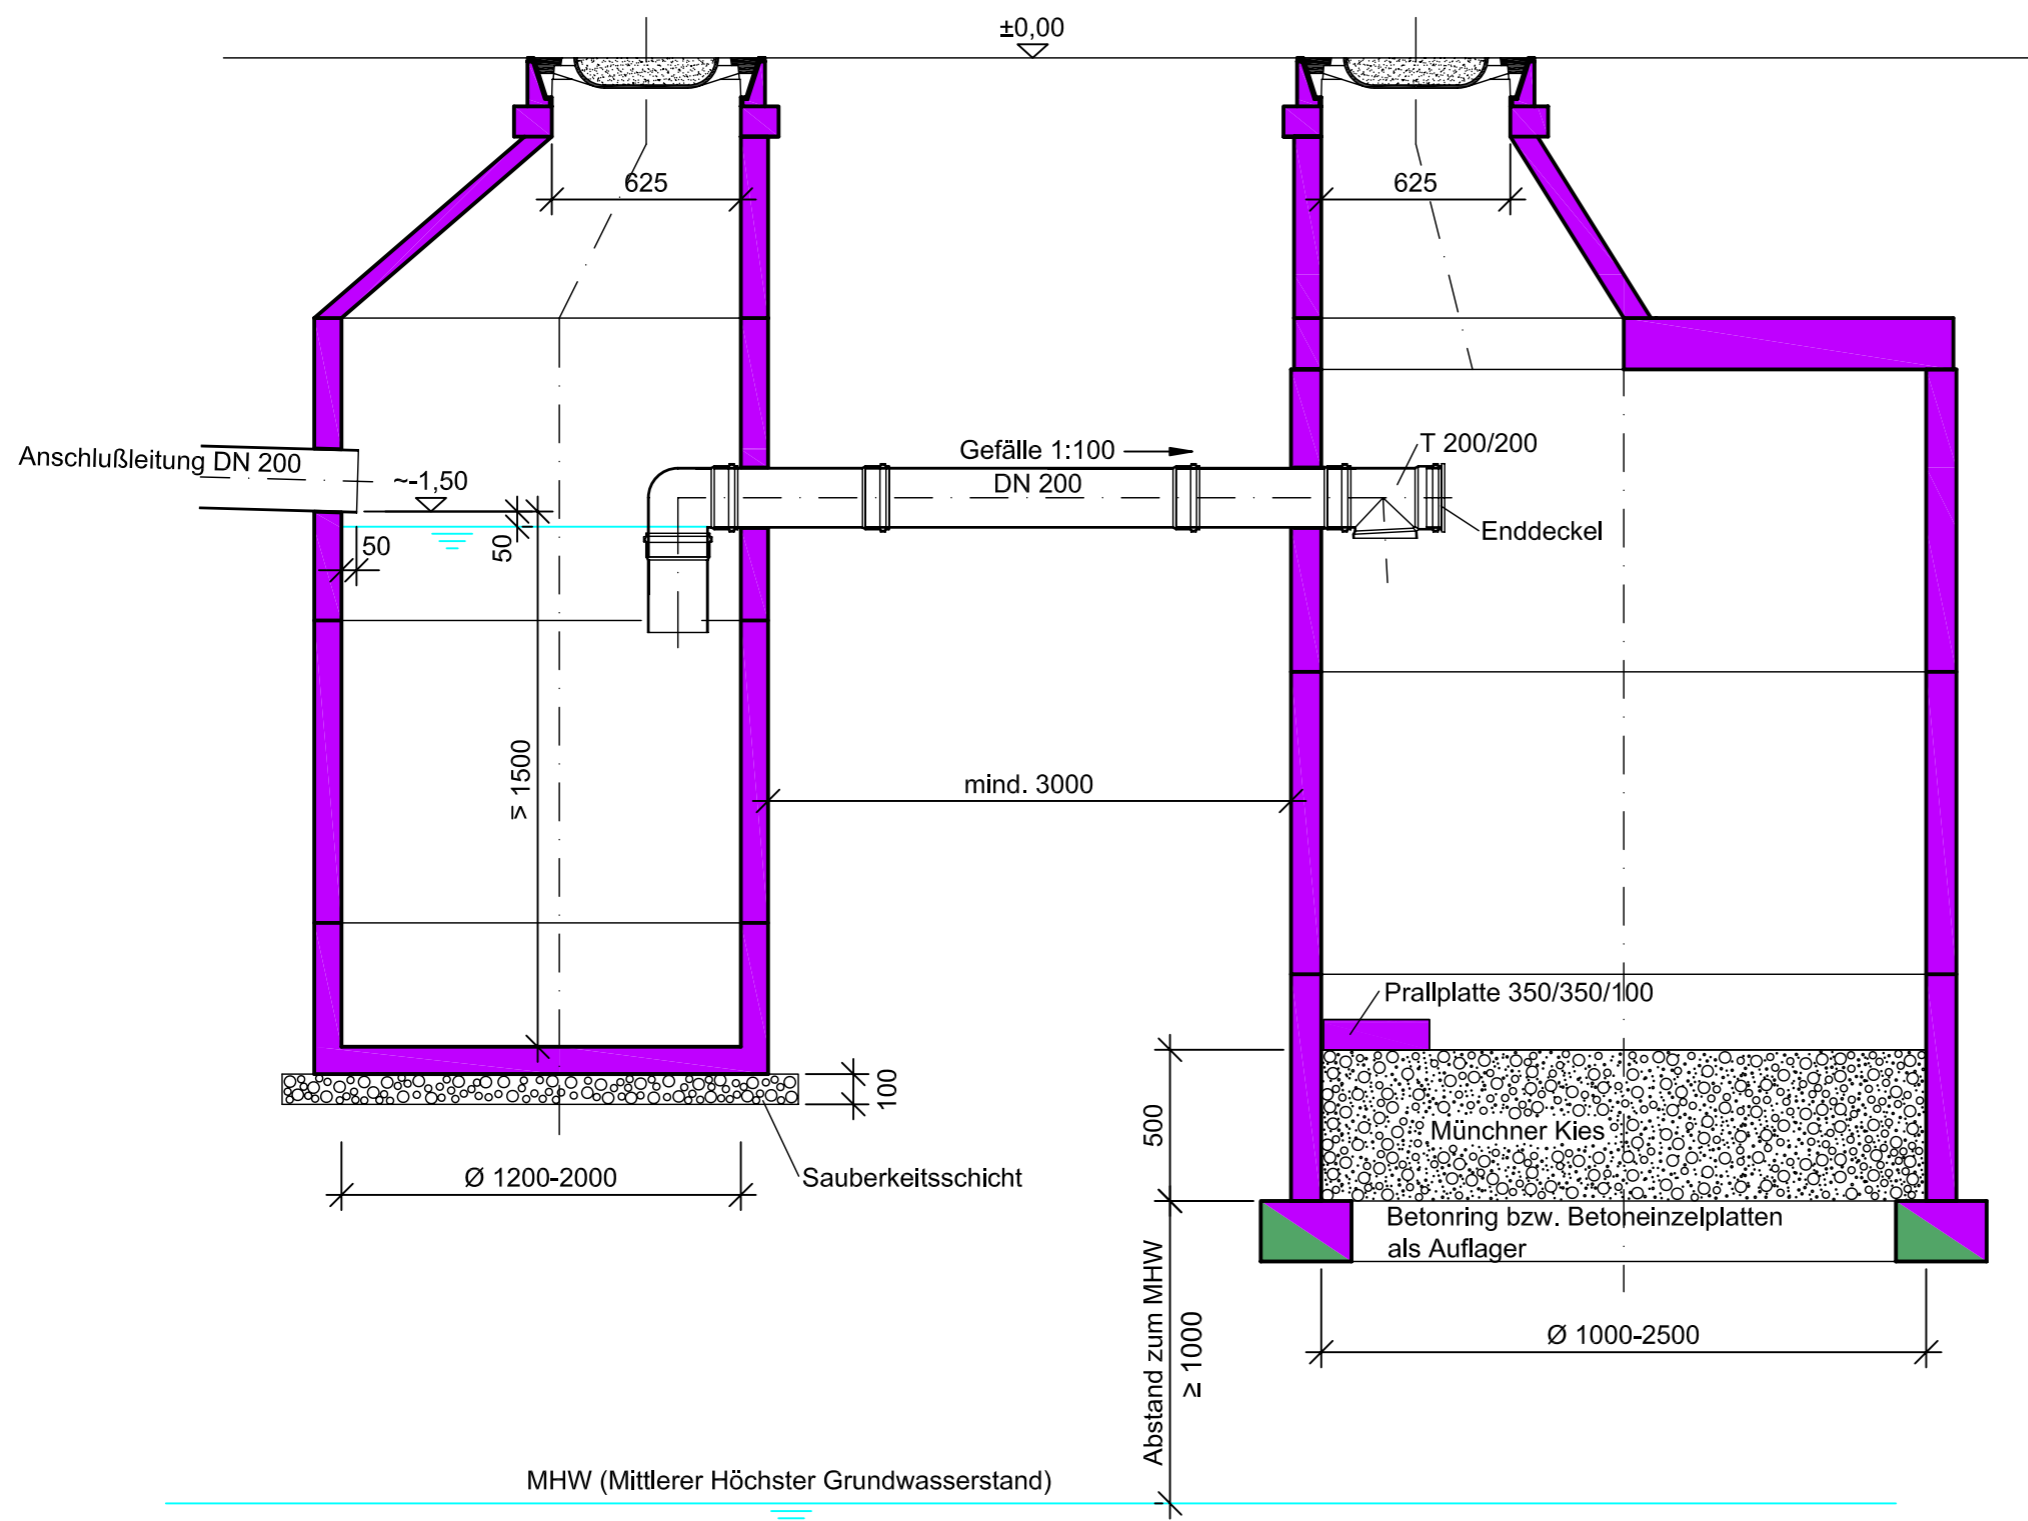 ±0,00
625
625
Anschlußleitung DN 200
~-1,50
Gefälle 1:100
DN 200
T 200/200
Enddeckel
50
50
≥ 1500
mind. 3000
Prallplatte 350/350/100
100
500
Münchner Kies
Ø 1200-2000
Sauberkeitsschicht
Betonring bzw. Betoneinzelplatten
als Auflager
Abstand zum MHW
≥ 1000
Ø 1000-2500
MHW (Mittlerer Höchster Grundwasserstand)